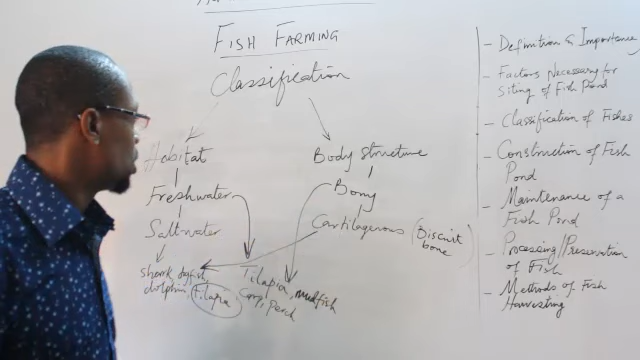 FISH FARMING
Classification
Habitat
Freshwater
Saltwater
shark dogfish
dolphin Tilapia
Body structure
Bony
Cartilagenous (Biscuit
bone)
Tilapia, mudfish
Carp, Perch
- Definition & Importance
- Factors Necessary for
Siting of Fish Pond
- Classification of Fishes
- Construction of Fish
Pond
- Maintenance of a
Fish Pond
- Processing/Preservation
of Fish
- Methods of Fish
Harvesting